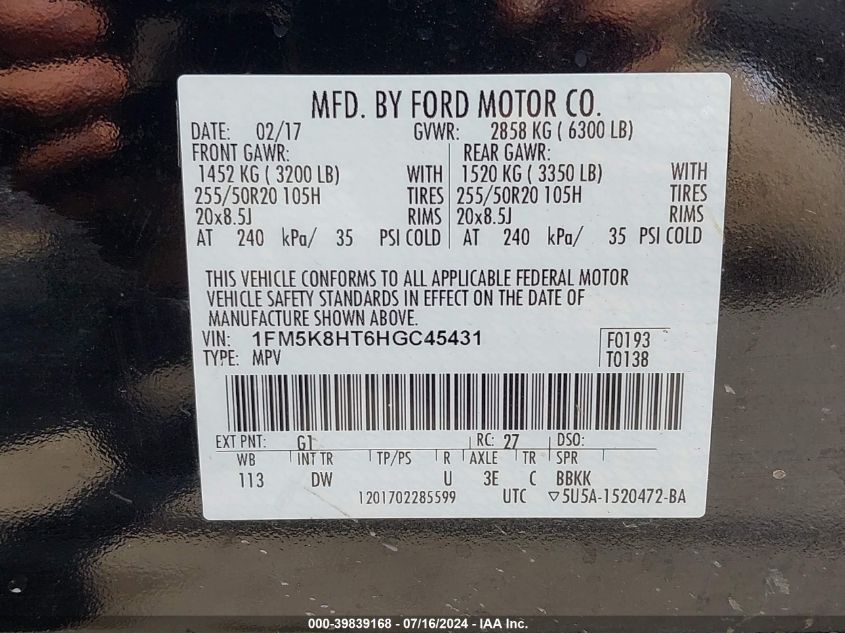 MFD. BY FORD MOTOR CO.
DATE: 02/17 GVWR: 2858 KG ( 6300 LB)
FRONT GAWR: REAR GAWR:
1452 KG ( 3200 LB) WITH 1520 KG ( 3350 LB) WITH
255/50R20 105H TIRES 255/50R20 105H TIRES
20x8.5J RIMS 20x8.5J RIMS
AT 240 kPa/ 35 PSI COLD AT 240 kPa/ 35 PSI COLD
THIS VEHICLE CONFORMS TO ALL APPLICABLE FEDERAL MOTOR
VEHICLE SAFETY STANDARDS IN EFFECT ON THE DATE OF
MANUFACTURE SHOWN ABOVE.
VIN: 1FM5K8HT6HGC45431 F0193
TYPE: MPV T0138
EXT PNT: G1 RC: 27 DSO:
WB INT TR TP/PS R AXLE TR SPR
113 DW U 3E C BBKK
1201702285599 UTC ▽5U5A-1520472-BA
000-39839168 - 07/16/2024 - IAA Inc.